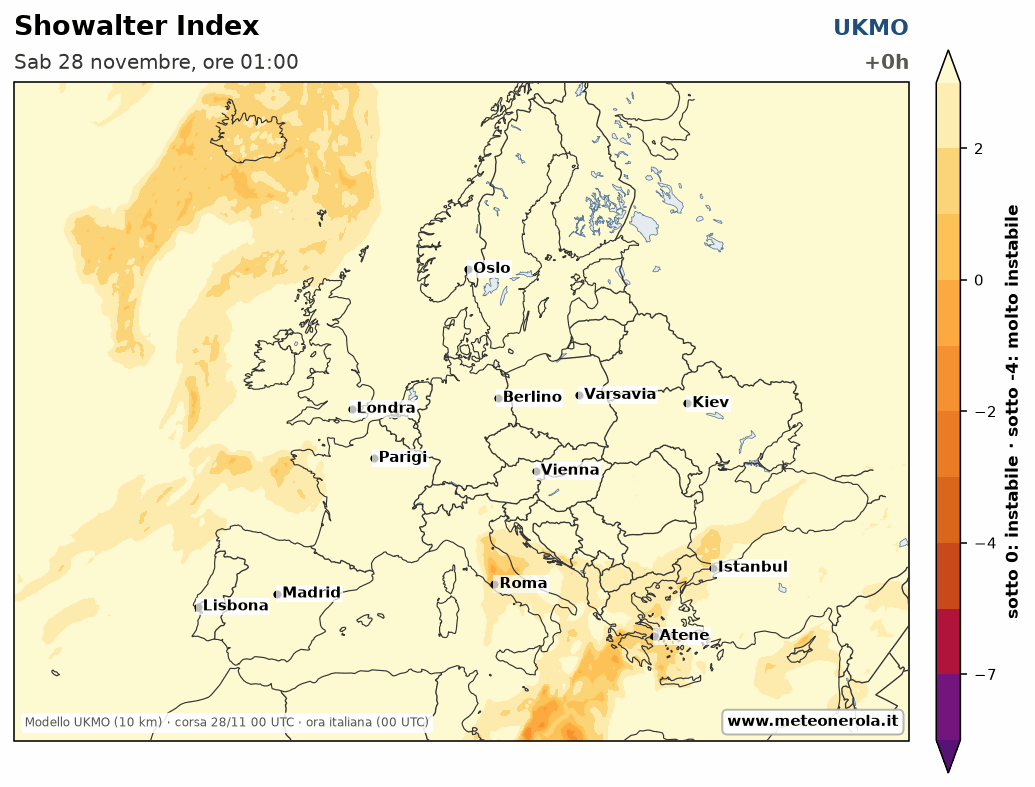 Showalter Index
UKMO
Sab 28 novembre, ore 01:00
+0h
2
0
−2
−4
−7
sotto 0: instabile · sotto -4: molto instabile
Oslo
Berlino
Varsavia
Kiev
Londra
Parigi
Vienna
Istanbul
Roma
Madrid
Lisbona
Atene
Modello UKMO (10 km) · corsa 28/11 00 UTC · ora italiana (00 UTC)
www.meteonerola.it